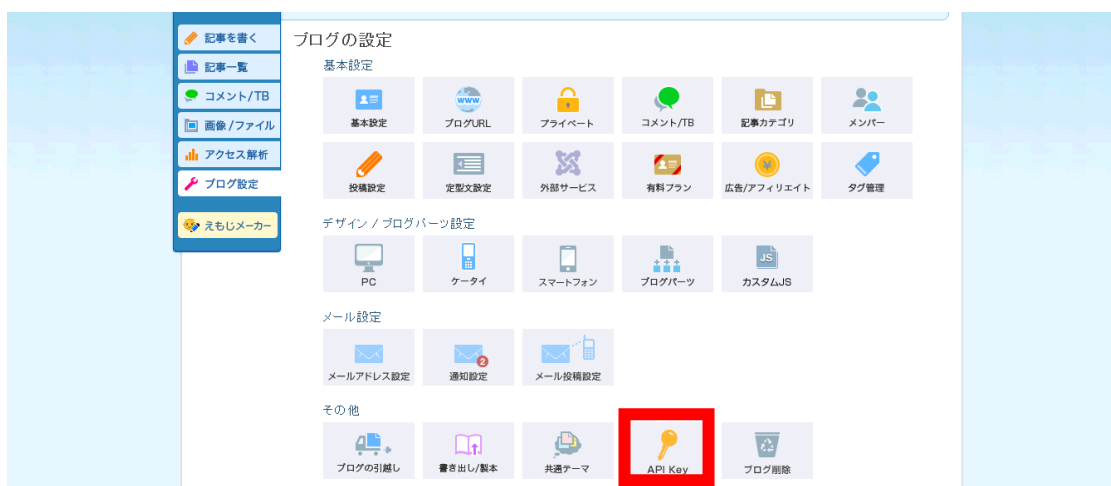 記事を書く
記事一覧
コメント/TB
画像/ファイル
アクセス解析
ブログ設定
えもじメーカー
ブログの設定
基本設定
基本設定
www
ブログURL
プライベート
コメント/TB
記事カテゴリ
メンバー
投稿設定
定型文設定
外部サービス
有料プラン
広告/アフィリエイト
タグ管理
デザイン / ブログパーツ設定
PC
ケータイ
スマートフォン
ブログパーツ
JS
カスタムJS
メール設定
メールアドレス設定
2
通知設定
メール投稿設定
その他
ブログの引越し
書き出し/製本
共通テーマ
API Key
ブログ削除